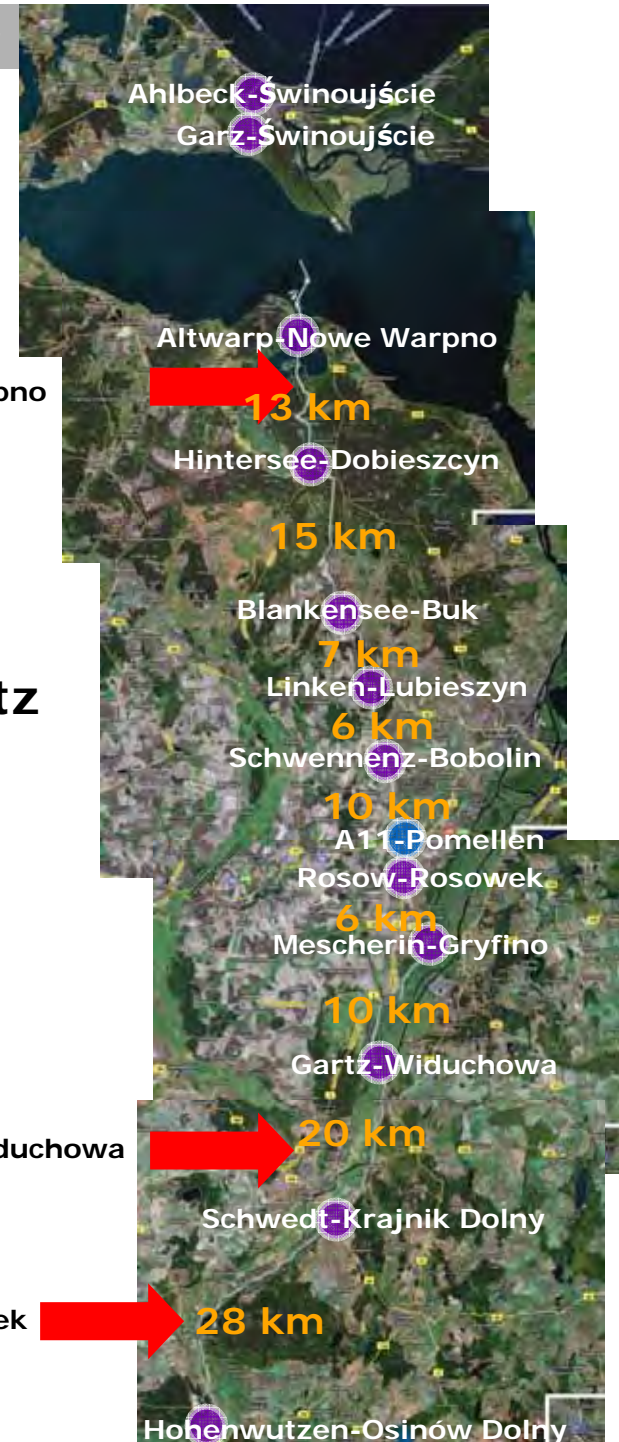 Ahlbeck-Świnoujście
Garz-Świnoujście
Altwarp-Nowe Warpno
13 km
Hintersee-Dobieszcyn
15 km
Blankensee-Buk
7 km
Linken-Lubieszyn
tz
6 km
Schwennenz-Bobolin
10 km
A11-Pomellen
Rosow-Rosowek
6 km
Mescherin-Gryfino
10 km
Gartz-Widuchowa
20 km
duchowa
Schwedt-Krajnik Dolny
ek
28 km
Hohenwutzen-Osinów Dolny